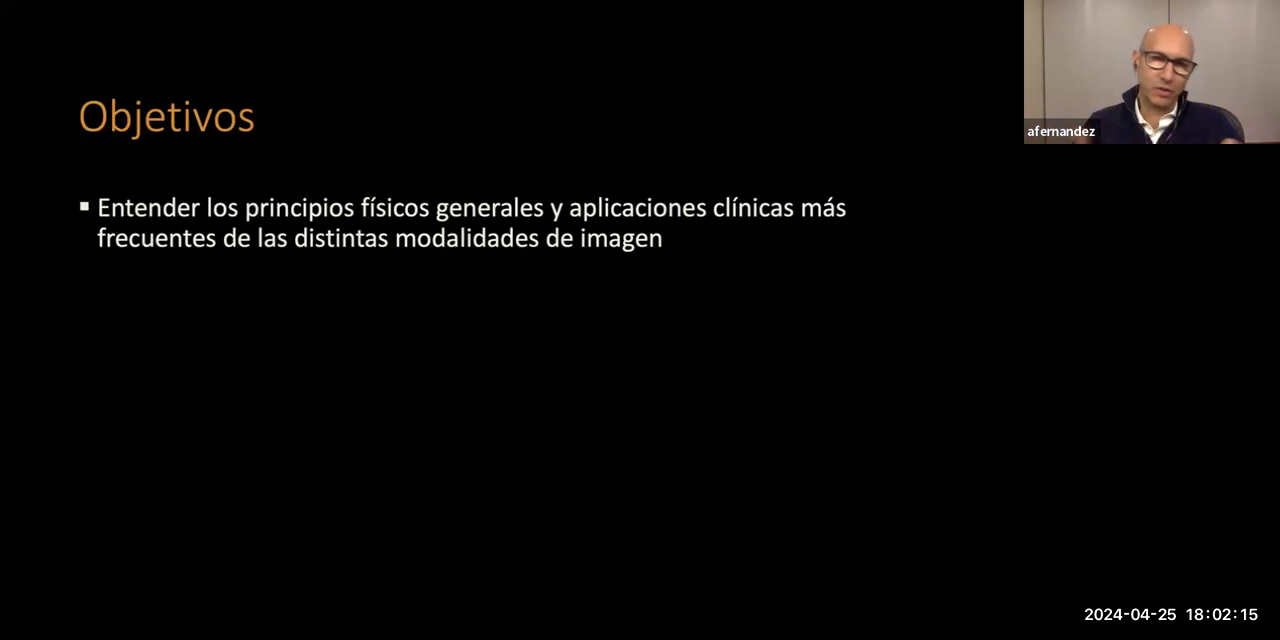 Objetivos
afernandez
▪ Entender los principios físicos generales y aplicaciones clínicas más
frecuentes de las distintas modalidades de imagen
2024-04-25 18:02:15